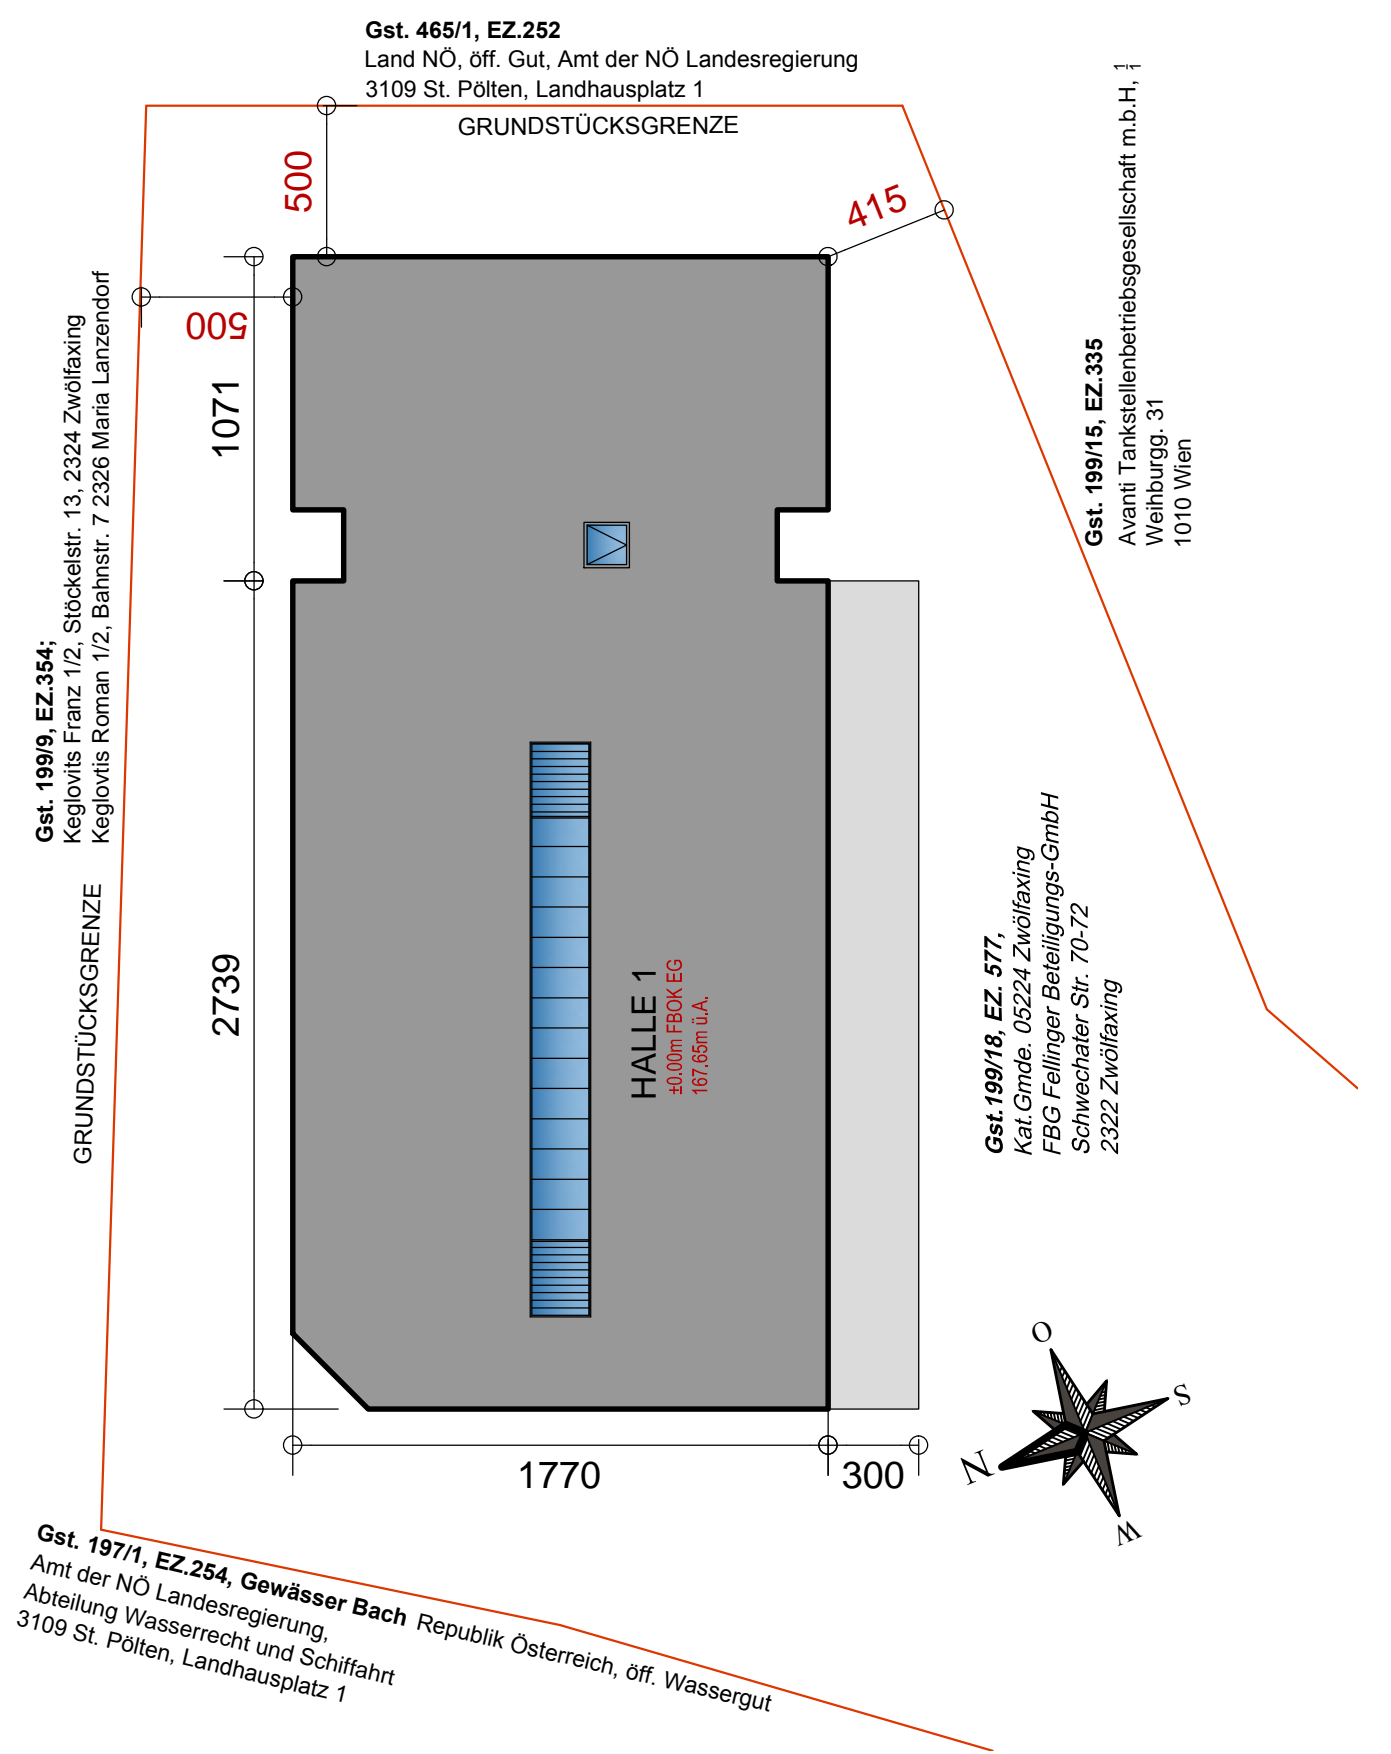 Gst. 465/1, EZ.252
Land NÖ, öff. Gut, Amt der NÖ Landesregierung
3109 St. Pölten, Landhausplatz 1
GRUNDSTÜCKSGRENZE
500
415
500
1071
2739
Gst. 199/9, EZ.354;
Keglovits Franz 1/2, Stöckelstr. 13, 2324 Zwölfaxing
Keglovtis Roman 1/2, Bahnstr. 7 2326 Maria Lanzendorf
GRUNDSTÜCKSGRENZE
Gst. 199/15, EZ.335
Avanti Tankstellenbetriebsgesellschaft m.b.H, 1/1
Weihburgg. 31
1010 Wien
HALLE 1
±0.00m FBOK EG
167,65m ü.A.
Gst.199/18, EZ. 577,
Kat.Gmde. 05224 Zwölfaxing
FBG Fellinger Beteiligungs-GmbH
Schwechater Str. 70-72
2322 Zwölfaxing
1770
300
O
S
N
W
Gst. 197/1, EZ.254, Gewässer Bach Republik Österreich, öff. Wassergut
Amt der NÖ Landesregierung,
Abteilung Wasserrecht und Schiffahrt
3109 St. Pölten, Landhausplatz 1